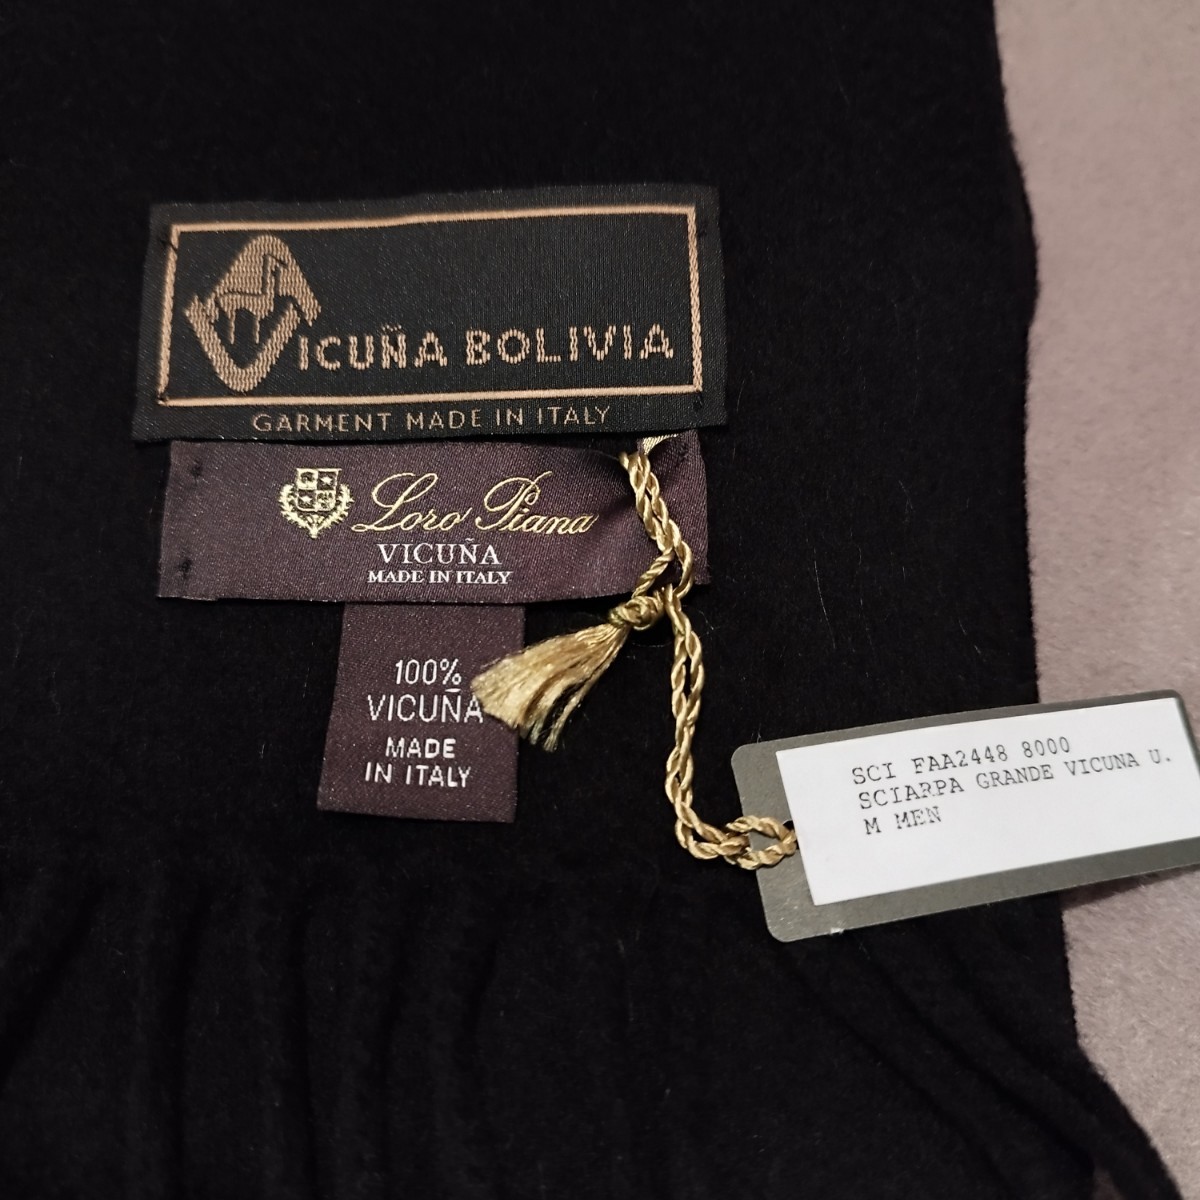 VICUÑA BOLIVIA
GARMENT MADE IN ITALY
Loro Piana
VICUÑA
MADE IN ITALY
100%
VICUÑA
MADE
IN ITALY
SCI FAA2448 8000
SCIARPA GRANDE VICUNA U.
M MEN